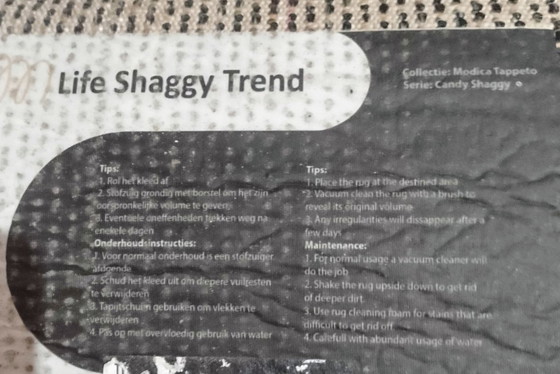 Life Shaggy Trend
Collectie: Modica Tappeto
Serie: Candy Shaggy
Tips:
1. Rol het kleed af
2. Stofzuig grondig met borstel om het zijn
oorspronkelijke volume te geven
3. Eventuele oneffenheden trekken weg na
enekele dagen
Onderhoudsinstructies:
1. Voor normaal onderhoud is een stofzuiger
afdoende
2. Schud het kleed uit om diepere vuilresten
te verwijderen
3. Tapijtschuim gebruiken om vlekken te
verwijderen
4. Pas op met overvloedig gebruik van water
Tips:
1. Place the rug at the destined area
2. Vacuum clean the rug with a brush to
reveal its original volume
3. Any irregularities will dissappear after a
few days
Maintenance:
1. For normal usage a vacuum cleaner will
do the job
2. Shake the rug upside down to get rid
of deeper dirt
3. Use rug cleaning foam for stains that are
difficult to get rid off
4. Carefull with abundant usage of water